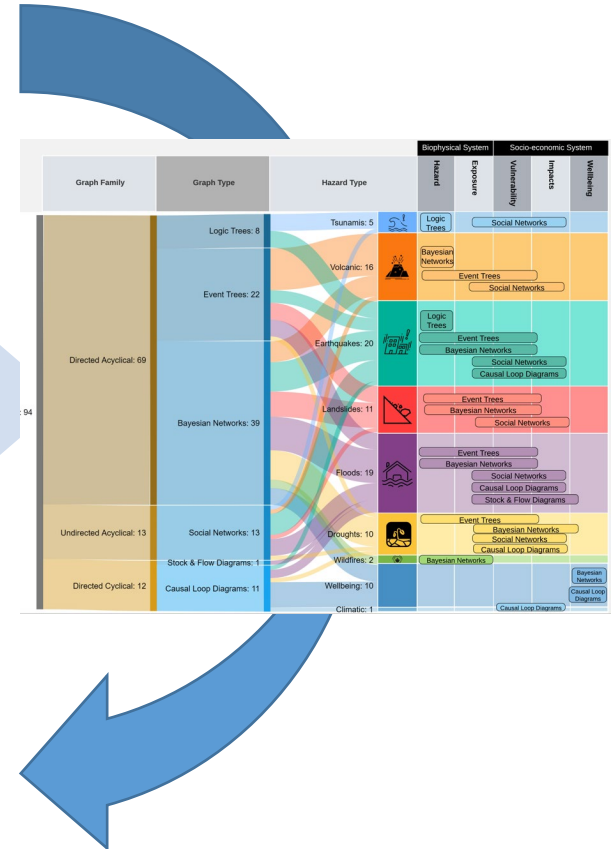 Biophysical System
Socio-economic System
Graph Family
Graph Type
Hazard Type
Hazard
Exposure
Vulnerability
Impacts
Wellbeing
: 94
Directed Acyclical: 69
Undirected Acyclical: 13
Directed Cyclical: 12
Logic Trees: 8
Event Trees: 22
Bayesian Networks: 39
Social Networks: 13
Stock & Flow Diagrams: 1
Causal Loop Diagrams: 11
Tsunamis: 5
Volcanic: 16
Earthquakes: 20
Landslides: 11
Floods: 19
Droughts: 10
Wildfires: 2
Wellbeing: 10
Climatic: 1
Logic
Trees
Social Networks
Bayesian
Networks
Event Trees
Social Networks
Logic
Trees
Event Trees
Bayesian Networks
Social Networks
Causal Loop Diagrams
Event Trees
Bayesian Networks
Social Networks
Event Trees
Bayesian Networks
Social Networks
Causal Loop Diagrams
Stock & Flow Diagrams
Event Trees
Bayesian Networks
Social Networks
Causal Loop Diagrams
Bayesian Networks
Bayesian
Networks
Causal Loop
Diagrams
Causal Loop Diagrams